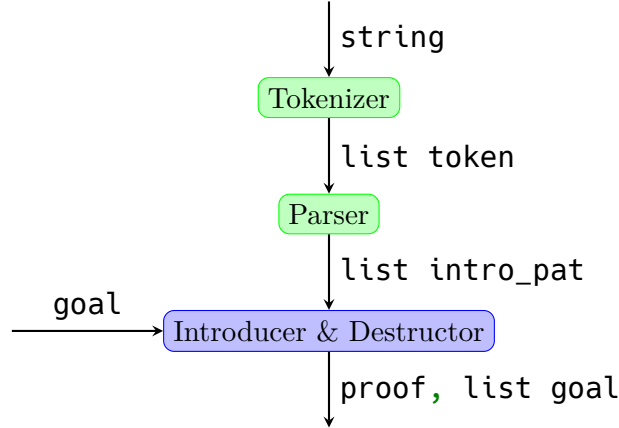 string
Tokenizer
list token
Parser
list intro_pat
goal
Introducer & Destructor
proof, list goal